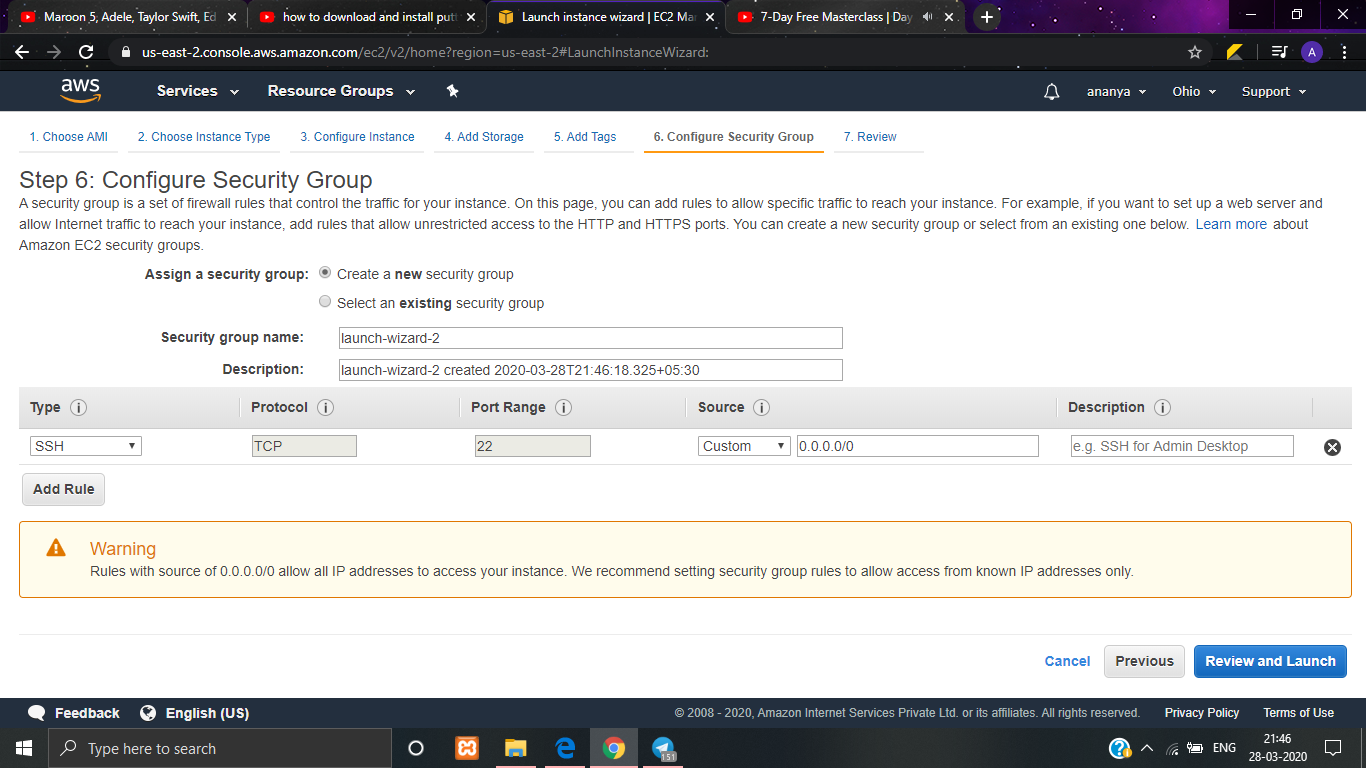 Maroon 5, Adele, Taylor Swift, Ed
how to download and install putt
Launch instance wizard | EC2 Man
7-Day Free Masterclass | Day
us-east-2.console.aws.amazon.com/ec2/v2/home?region=us-east-2#LaunchInstanceWizard:
A
aws
Services
Resource Groups
ananya
Ohio
Support
1. Choose AMI
2. Choose Instance Type
3. Configure Instance
4. Add Storage
5. Add Tags
6. Configure Security Group
7. Review
Step 6: Configure Security Group
A security group is a set of firewall rules that control the traffic for your instance. On this page, you can add rules to allow specific traffic to reach your instance. For example, if you want to set up a web server and
allow Internet traffic to reach your instance, add rules that allow unrestricted access to the HTTP and HTTPS ports. You can create a new security group or select from an existing one below. Learn more about
Amazon EC2 security groups.
Assign a security group:
Create a new security group
Select an existing security group
Security group name:
launch-wizard-2
Description:
launch-wizard-2 created 2020-03-28T21:46:18.325+05:30
Type i
Protocol i
Port Range i
Source i
Description i
SSH
TCP
22
Custom
0.0.0.0/0
e.g. SSH for Admin Desktop
Add Rule
Warning
Rules with source of 0.0.0.0/0 allow all IP addresses to access your instance. We recommend setting security group rules to allow access from known IP addresses only.
Cancel
Previous
Review and Launch
Feedback
English (US)
© 2008 - 2020, Amazon Internet Services Private Ltd. or its affiliates. All rights reserved.
Privacy Policy
Terms of Use
Type here to search
151
ENG
21:46
28-03-2020